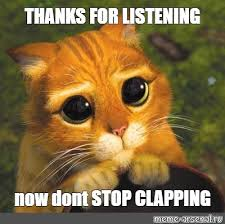 THANKS FOR LISTENING
now dont STOP CLAPPING
meme-arsenal.ru